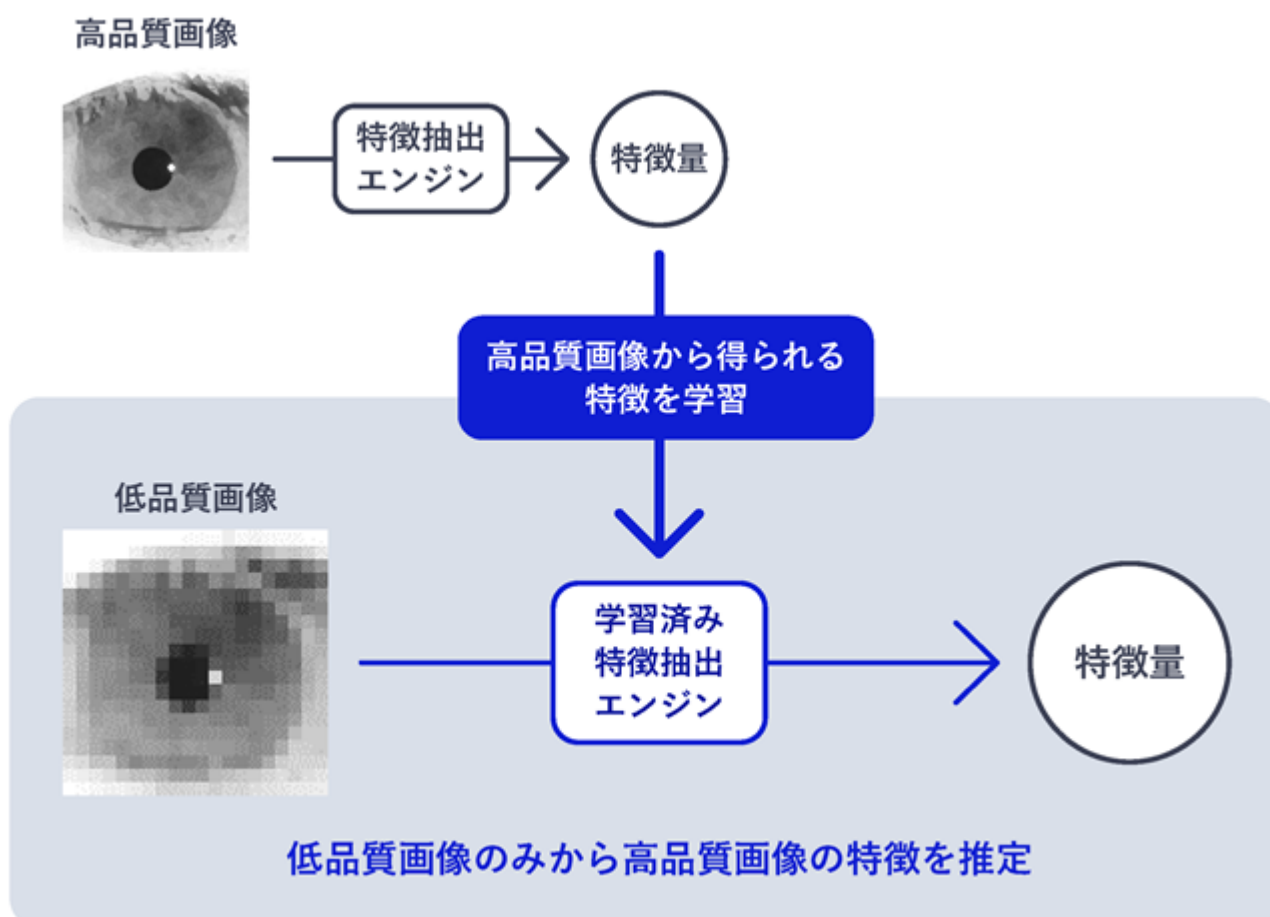 高品質画像
特徴抽出
エンジン
特徴量
高品質画像から得られる
特徴を学習
低品質画像
学習済み
特徴抽出
エンジン
特徴量
低品質画像のみから高品質画像の特徴を推定